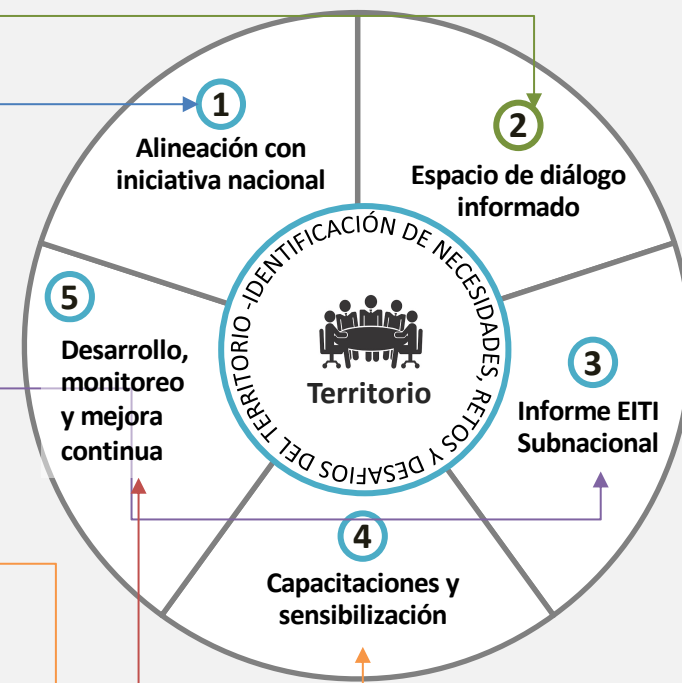 1
Alineación con
iniciativa nacional
2
Espacio de diálogo
informado
3
Informe EITI
Subnacional
4
Capacitaciones y
sensibilización
5
Desarrollo,
monitoreo
y mejora
continua
IDENTIFICACIÓN DE NECESIDADES, RETOS Y DESAFIOS DEL TERRITORIO -
Territorio